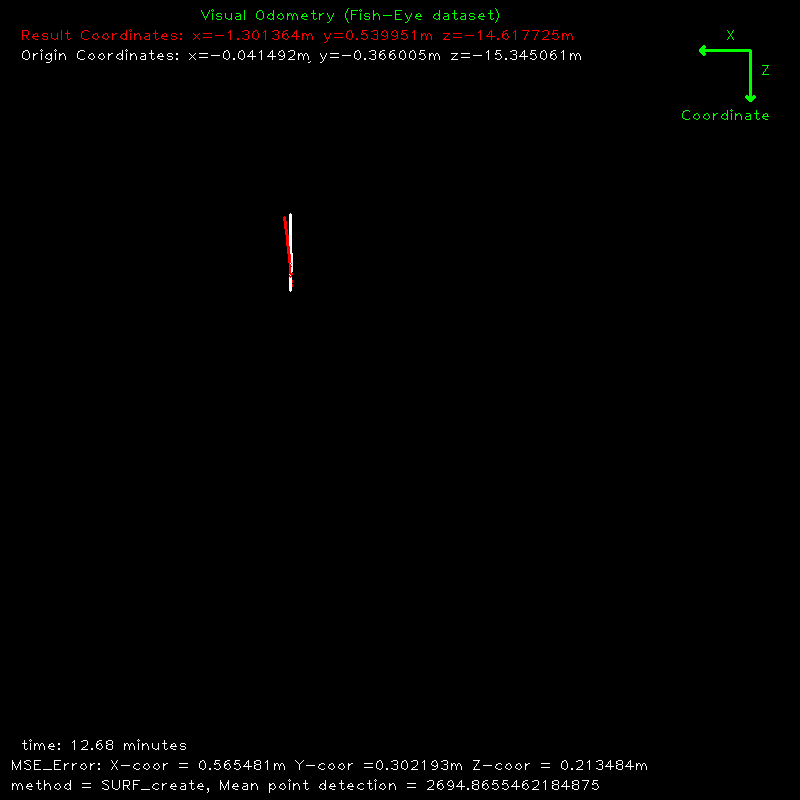 Visual Odometry (Fish-Eye dataset)
Result Coordinates: x=-1.301364m y=0.539951m z=-14.617725m
Origin Coordinates: x=-0.041492m y=-0.366005m z=-15.345061m
X
Z
Coordinate
time: 12.68 minutes
MSE_Error: X-coor = 0.565481m Y-coor =0.302193m Z-coor = 0.213484m
method = SURF_create, Mean point detection = 2694.8655462184875